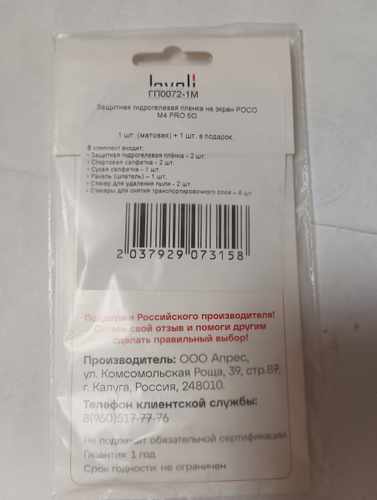 ГП0072-1М
Защитная гидрогелевая пленка на экран POCO
M4 PRO 5G
1 шт. (матовая) + 1 шт. в подарок.
В комплект входит:
• Защитная гидрогелевая плёнка - 2 шт.
• Спиртовая салфетка - 2 шт.
• Сухая салфетка - 1 шт.
• Ракель (шпатель) – 1 шт.
• Стикер для удаления пыли - 2 шт.
• Стикеры для снятия транспортировочного слоя – 6 шт
2 037929 073158
Поддержи Российского производителя!
Оставь свой отзыв и помоги другим
сделать правильный выбор!
Производитель: ООО Апрес,
ул. Комсомольская Роща, 39, стр.87,
г. Калуга, Россия, 248010.
Телефон клиентской службы:
8(960)517-77-76
Не подлежит обязательной сертификации.
Гарантия: 1 год.
Срок годности: не ограничен